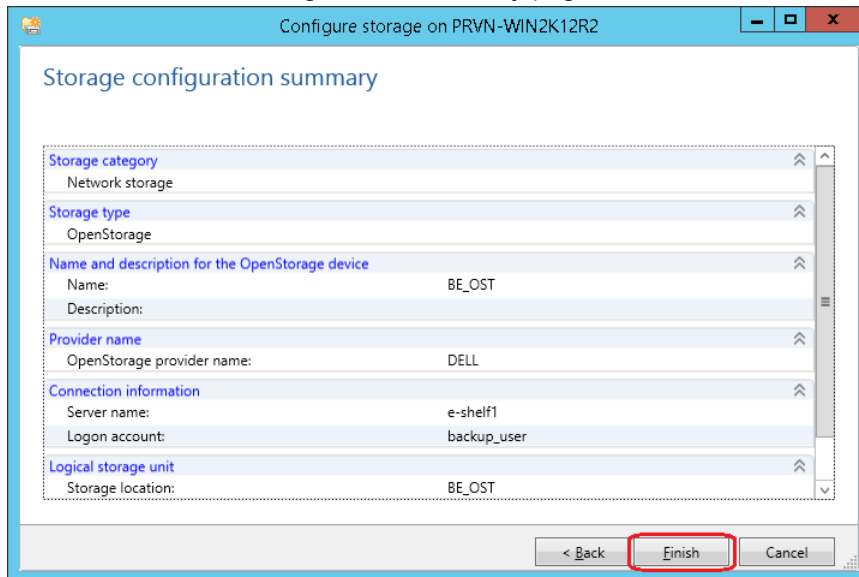 Configure storage on PRVN-WIN2K12R2
Storage configuration summary
Storage category
Network storage
Storage type
OpenStorage
Name and description for the OpenStorage device
Name: BE_OST
Description:
Provider name
OpenStorage provider name: DELL
Connection information
Server name: e-shelf1
Logon account: backup_user
Logical storage unit
Storage location: BE_OST
< Back Finish Cancel